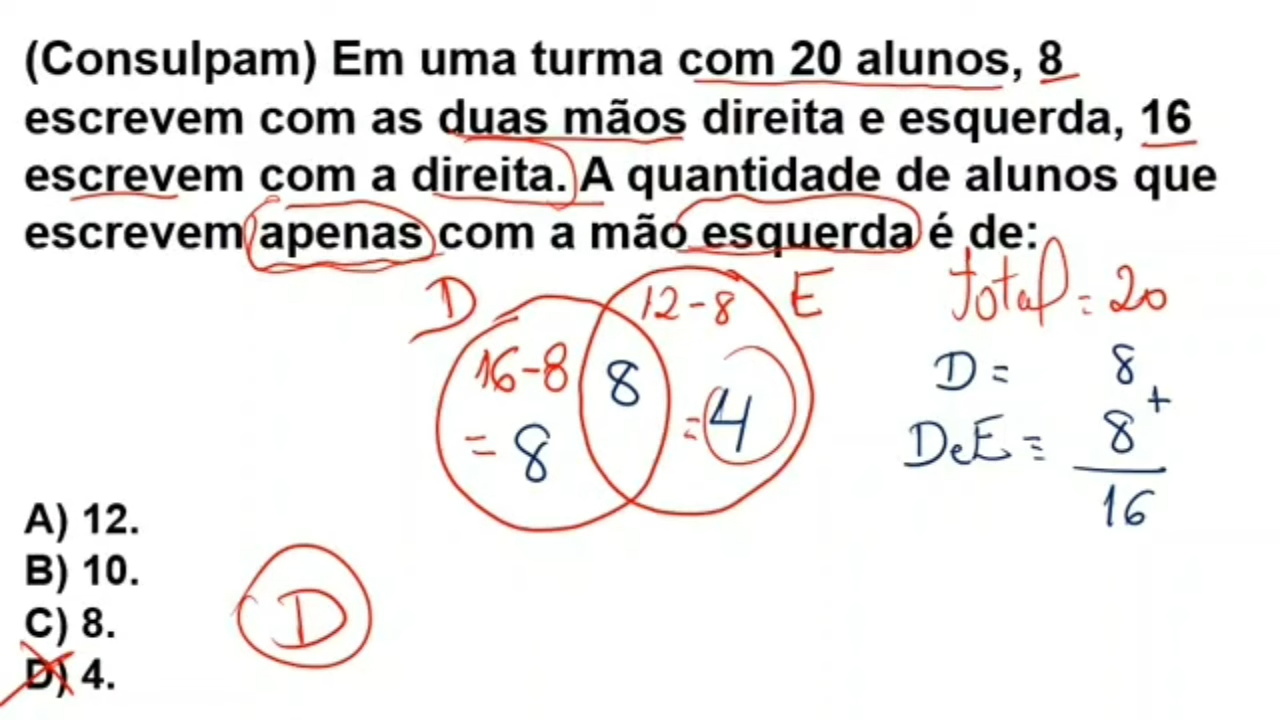 (Consulpam) Em uma turma com 20 alunos, 8
escrevem com as duas mãos direita e esquerda, 16
escrevem com a direita. A quantidade de alunos que
escrevem apenas com a mão esquerda é de:
D
12-8
E
total = 20
16-8
8
D = 8
+
= 8
= 4
DeE = 8
16
A) 12.
B) 10.
C) 8.
D
D) 4.